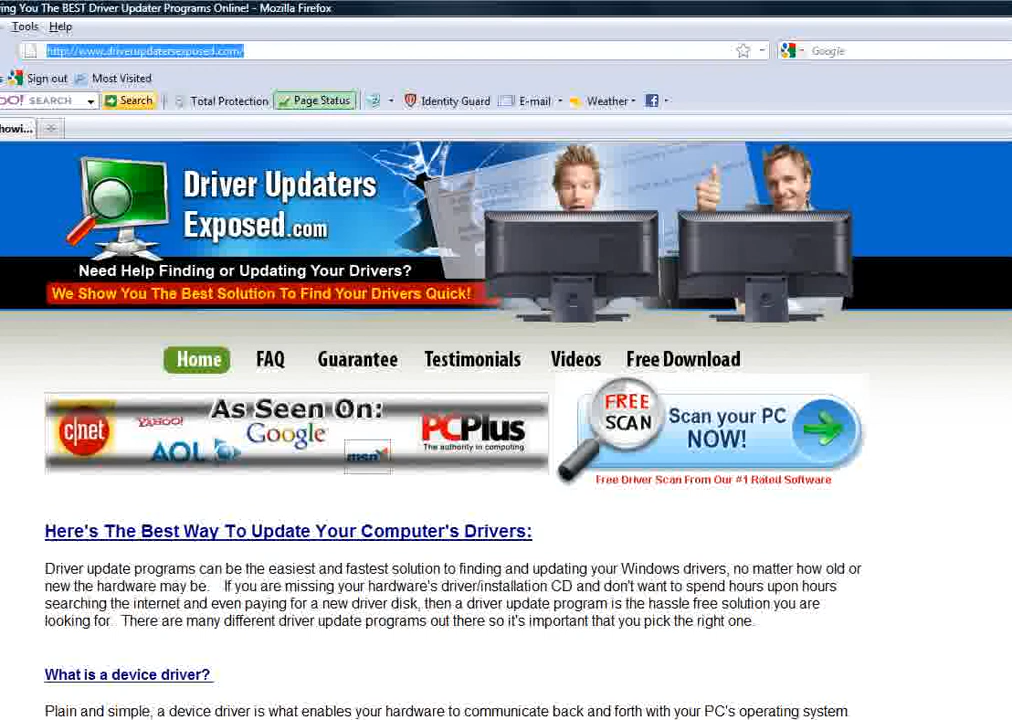 ing You The BEST Driver Updater Programs Online! - Mozilla Firefox
Tools Help
http://www.driverupdatersexposed.com/
Google
Sign out Most Visited
OO! SEARCH Search Total Protection Page Status Identity Guard E-mail Weather
howi...
Driver Updaters
Exposed.com
Need Help Finding or Updating Your Drivers?
We Show You The Best Solution To Find Your Drivers Quick!
Home FAQ Guarantee Testimonials Videos Free Download
As Seen On:
c|net YAHOO! Google AOL msn PCPlus
The authority in computing
FREE
SCAN
Scan your PC
NOW!
Free Driver Scan From Our #1 Rated Software
Here's The Best Way To Update Your Computer's Drivers:
Driver update programs can be the easiest and fastest solution to finding and updating your Windows drivers, no matter how old or
new the hardware may be. If you are missing your hardware's driver/installation CD and don't want to spend hours upon hours
searching the internet and even paying for a new driver disk, then a driver update program is the hassle free solution you are
looking for. There are many different driver update programs out there so it's important that you pick the right one.
What is a device driver?
Plain and simple, a device driver is what enables your hardware to communicate back and forth with your PC's operating system